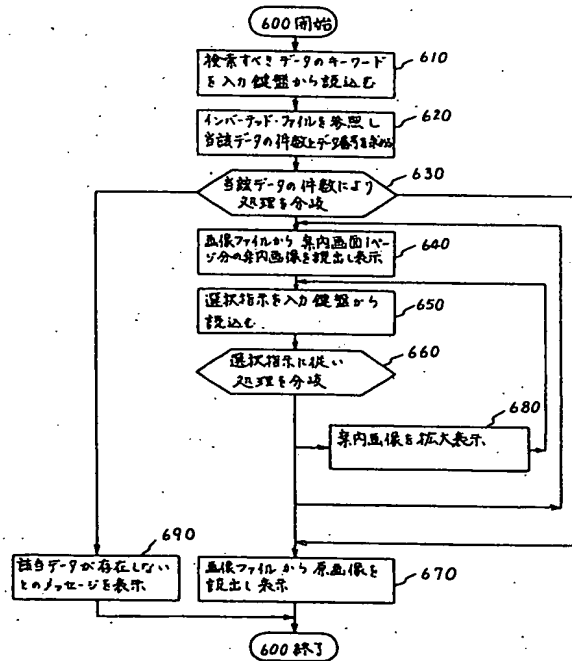 600 開始
検索すべきデータのキーワード
を入力鍵盤から読込む
610
インバーテッド・ファイルを参照し
当該データの件数とデータ番号を求める
620
当該データの件数により
処理を分岐
630
画像ファイルから案内画面1ペー
ジ分の案内画像を読出し表示
640
選択指示を入力鍵盤から
読込む
650
選択指示に従い
処理を分岐
660
680
案内画像を拡大表示
690
該当データが存在しない
とのメッセージを表示
画像ファイルから原画像を
読出し表示
670
600 終了